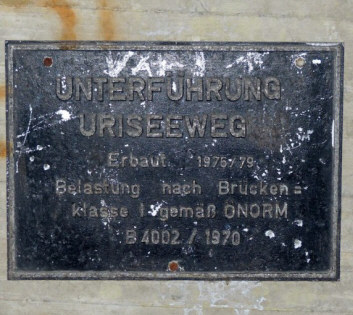 UNTERFÜHRUNG
URISEEWEG
Erbaut 1975/79
Belastung nach Brücken=
klasse I gemäß ÖNORM
B 4002 / 1970